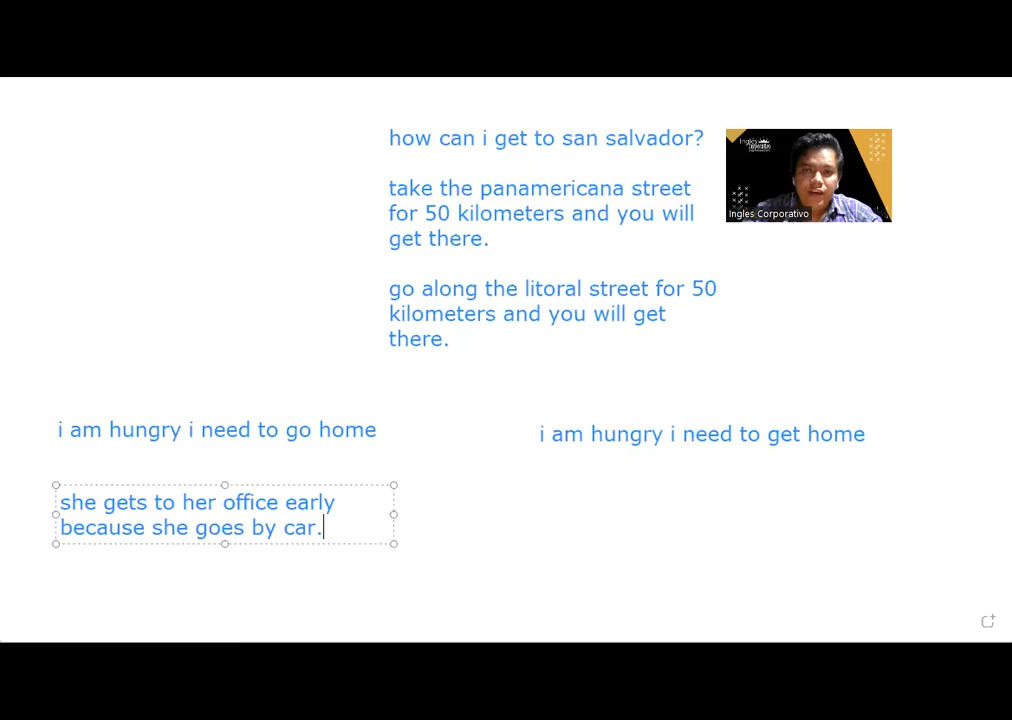 how can i get to san salvador?
take the panamericana street
for 50 kilometers and you will
get there.
go along the litoral street for 50
kilometers and you will get
there.
Inglés
Ingles Corporativo
i am hungry i need to go home
i am hungry i need to get home
she gets to her office early
because she goes by car.